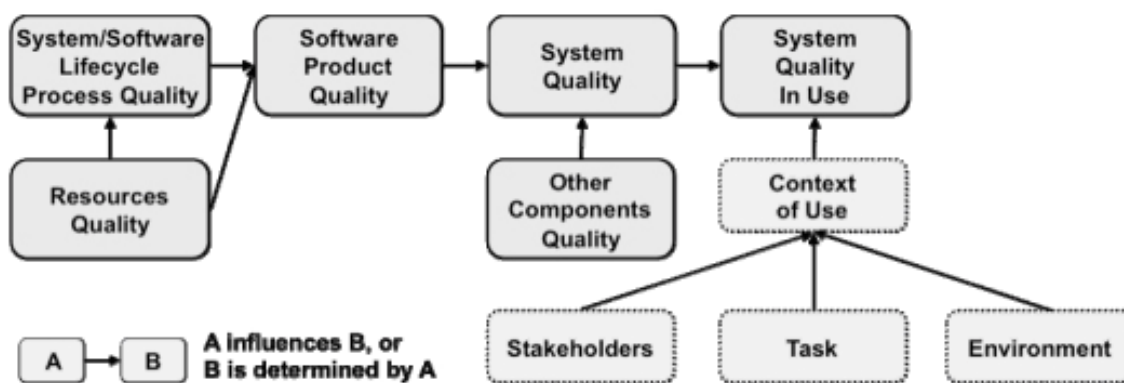 System/Software
Lifecycle
Process Quality
Software
Product
Quality
System
Quality
System
Quality
In Use
Resources
Quality
Other
Components
Quality
Context
of Use
Stakeholders
Task
Environment
A
B
A influences B, or
B is determined by A